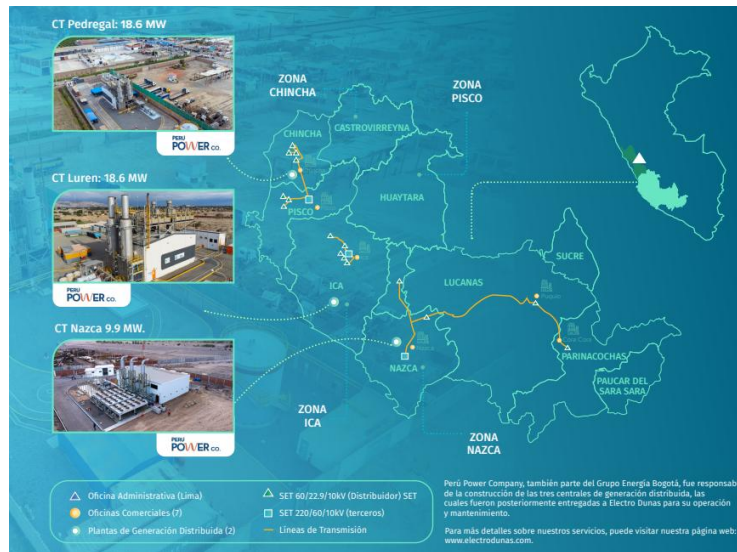 CT Pedregal: 18.6 MW
PERÚ
POWER CO.
CT Luren: 18.6 MW
PERÚ
POWER CO.
CT Nazca 9.9 MW.
PERÚ
POWER CO.
ZONA
CHINCHA
ZONA
PISCO
CASTROVIRREYNA
CHINCHA
HUAYTARA
PISCO
ICA
LUCANAS
SUCRE
PARINACOCHAS
PAUCAR DEL
SARA SARA
NAZCA
ZONA
ICA
ZONA
NAZCA
Oficina Administrativa (Lima)
Oficinas Comerciales (7)
Plantas de Generación Distribuida (2)
SET 60/22.9/10kV (Distribuidor) SET
SET 220/60/10kV (terceros)
Líneas de Transmisión
Perú Power Company, también parte del Grupo Energía Bogotá, fue responsab
de la construcción de las tres centrales de generación distribuida, las
cuales fueron posteriormente entregadas a Electro Dunas para su operación
y mantenimiento.
Para más detalles sobre nuestros servicios, puede visitar nuestra página web:
www.electrodunas.com.